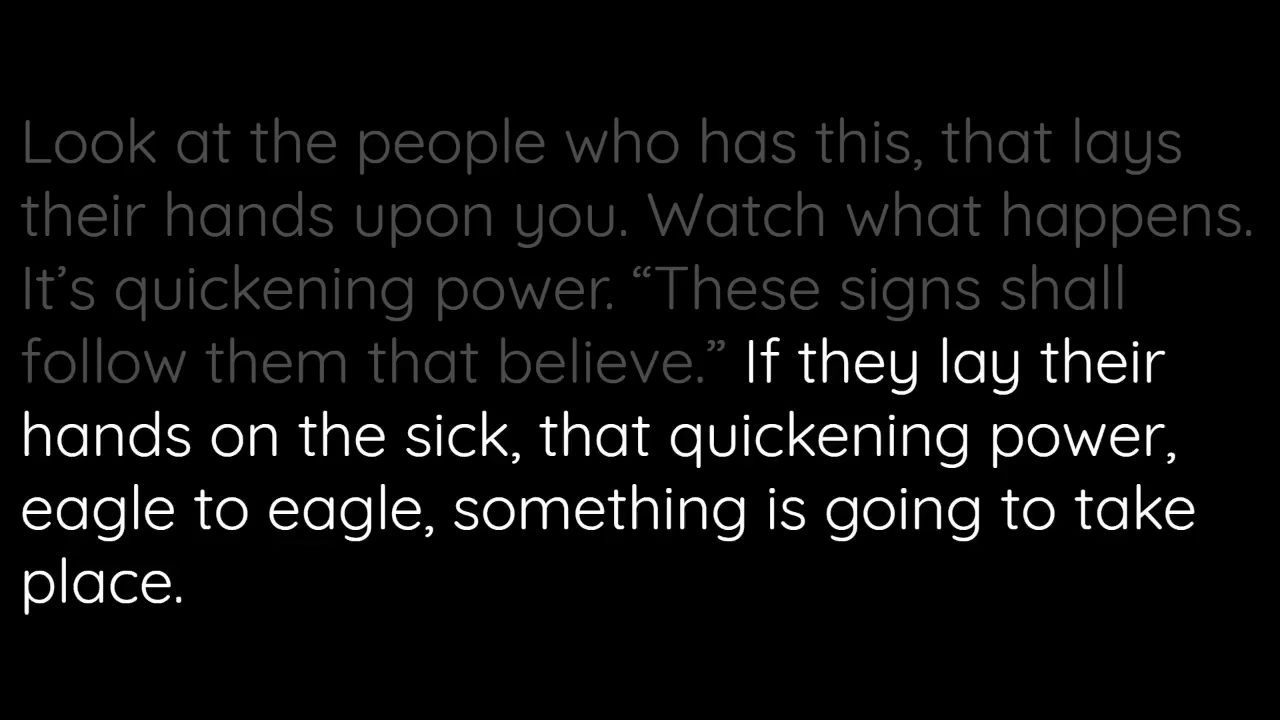 Look at the people who has this, that lays
their hands upon you. Watch what happens.
It’s quickening power. “These signs shall
follow them that believe.” If they lay their
hands on the sick, that quickening power,
eagle to eagle, something is going to take
place.